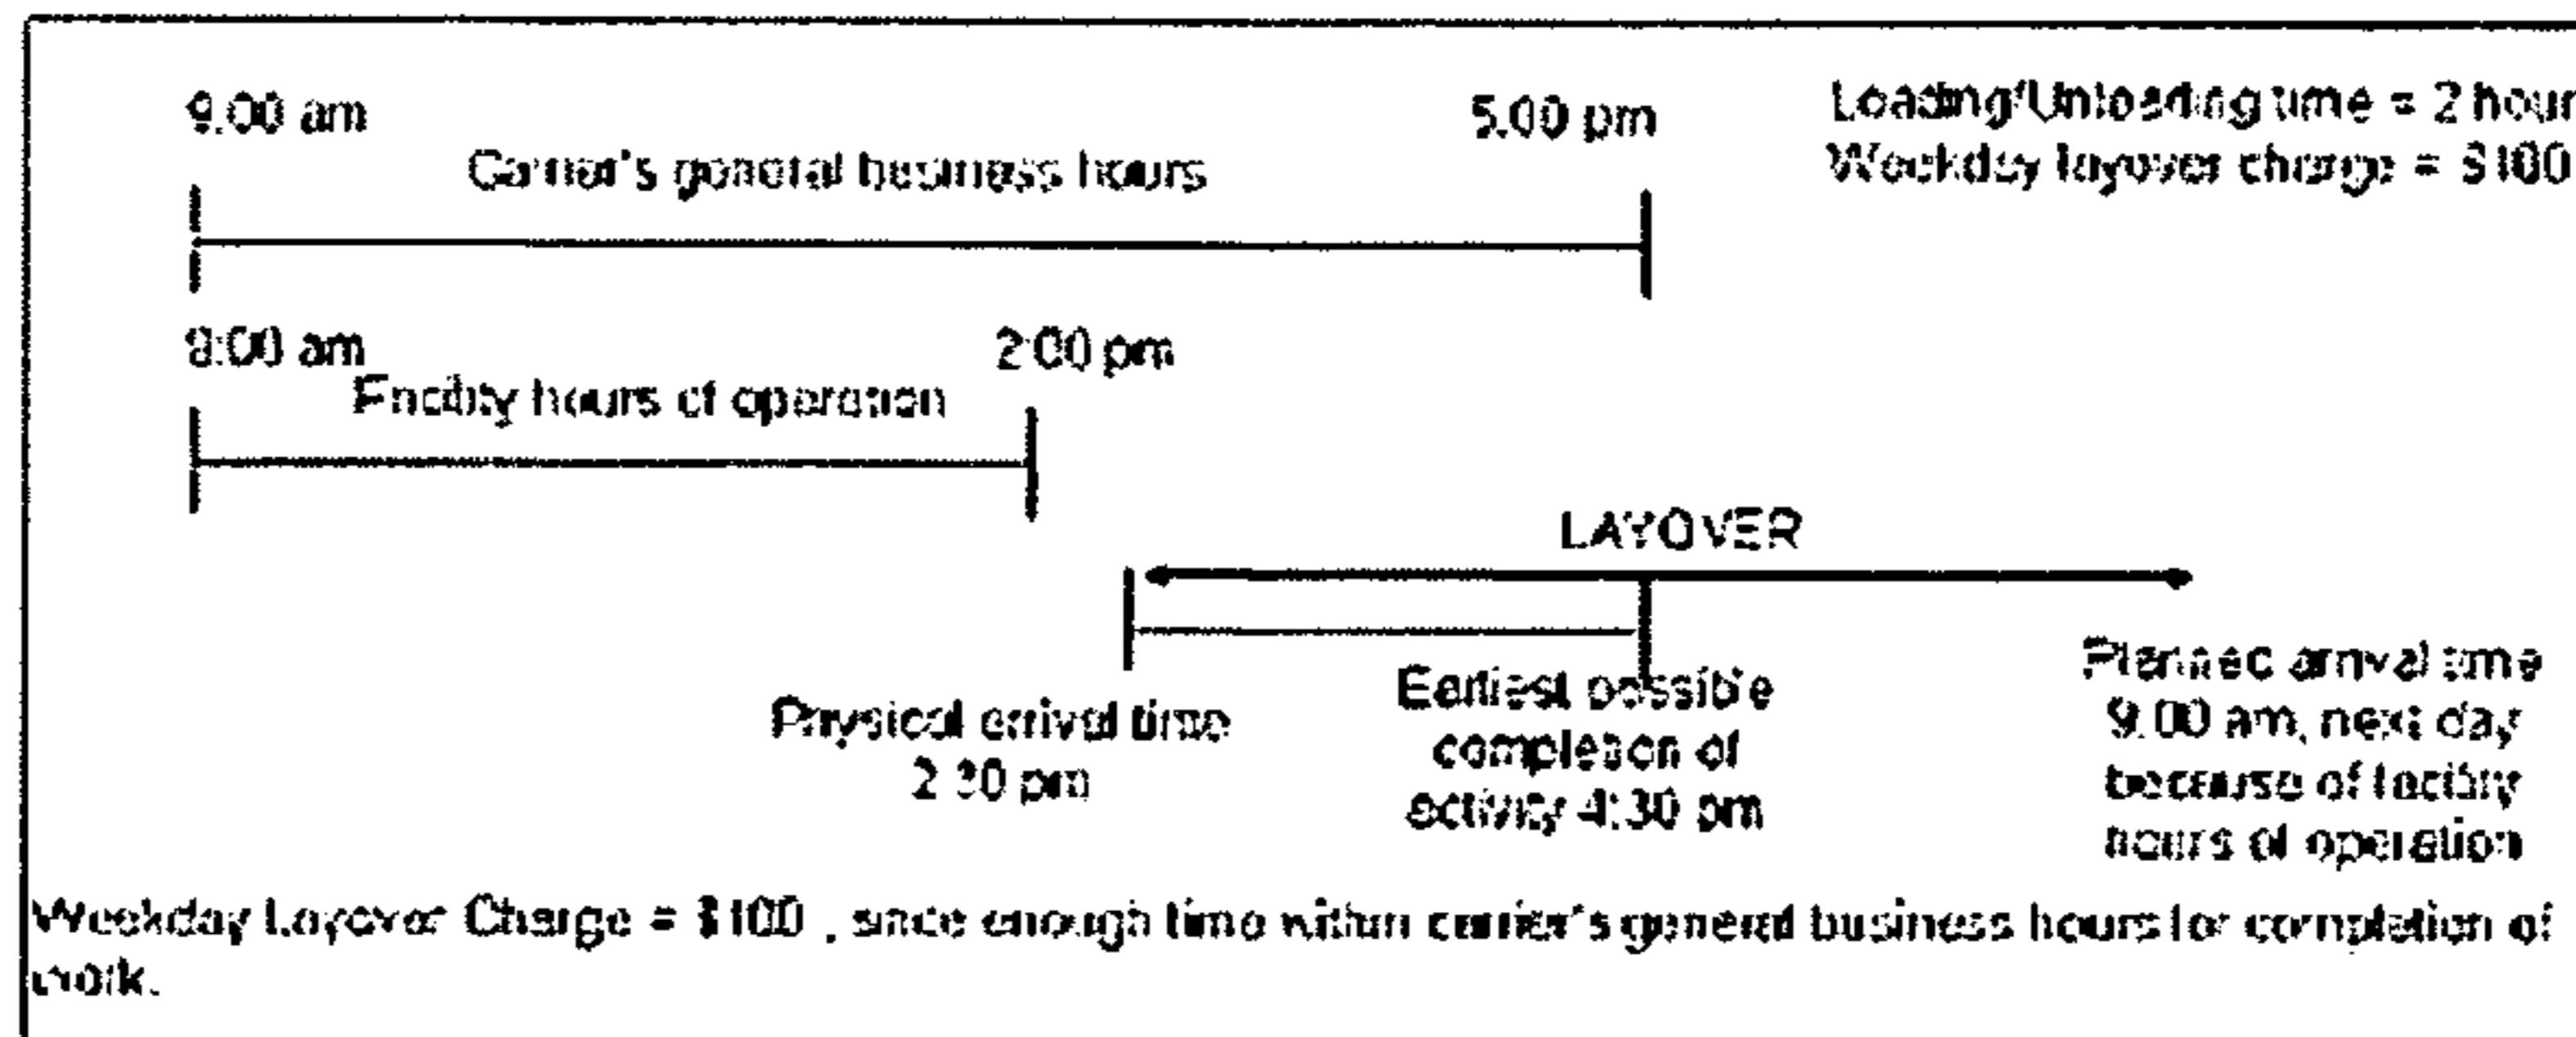 9.00 am
5.00 pm
Loading/Unloading time = 2 hour
Weekday layover charge = $100
Carrier's general business hours
9:00 am
2:00 pm
Facility hours of operation
LAYOVER
Physical arrival time
2:30 pm
Earliest possible
completion of
activity 4:30 pm
Planned arrival time
9.00 am, next day
because of facility
hours of operation
Weekday Layover Charge = $100 , since enough time within carrier's general business hours for completion of
work.